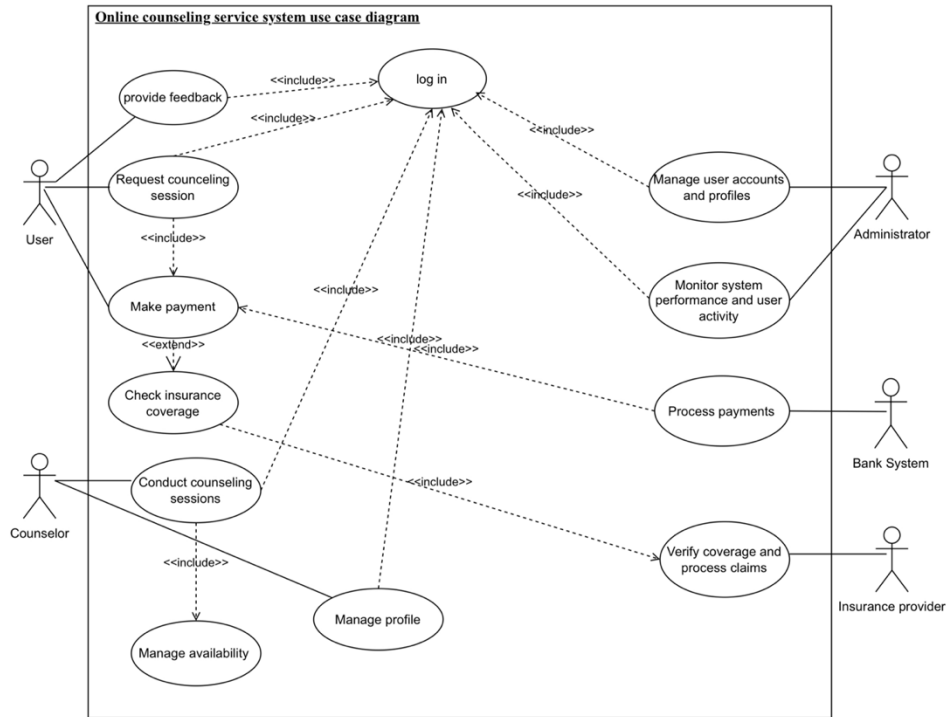 Online counseling service system use case diagram
log in
<<include>>
provide feedback
<<include>>
<<include>>
Request counceling
session
Manage user accounts
and profiles
User
Administrator
<<include>>
<<include>>
Monitor system
performance and user
activity
<<include>>
Make payment
<<include>>
<<include>>
<<extend>>
Check insurance
coverage
Process payments
Bank System
Conduct counseling
sessions
<<include>>
Counselor
Verify coverage and
process claims
<<include>>
Insurance provider
Manage profile
Manage availability